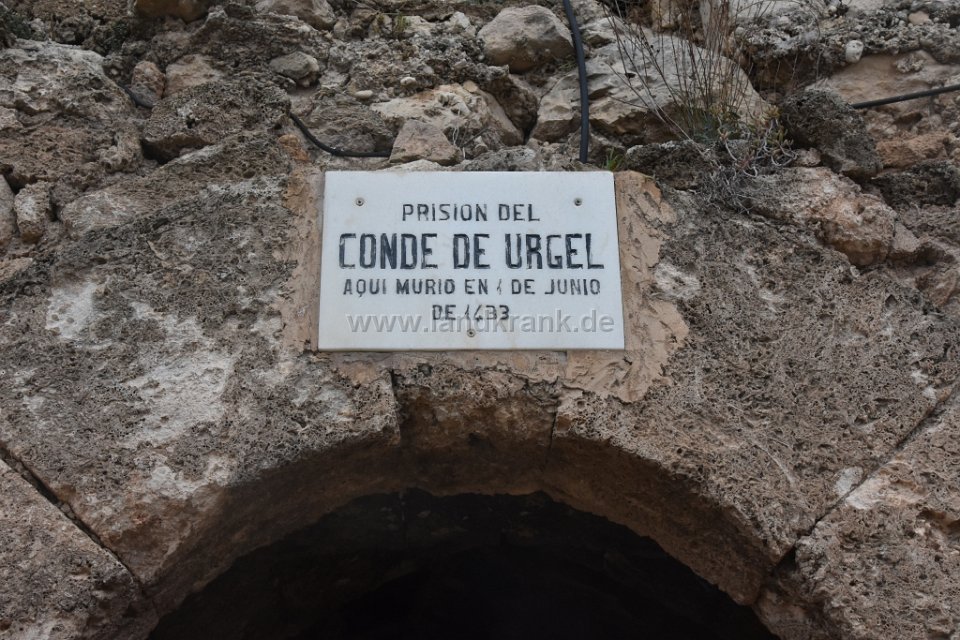 PRISION DEL
CONDE DE URGEL
AQUI MURIO EN 1 DE JUNIO
DE 1433
www.landkrank.de